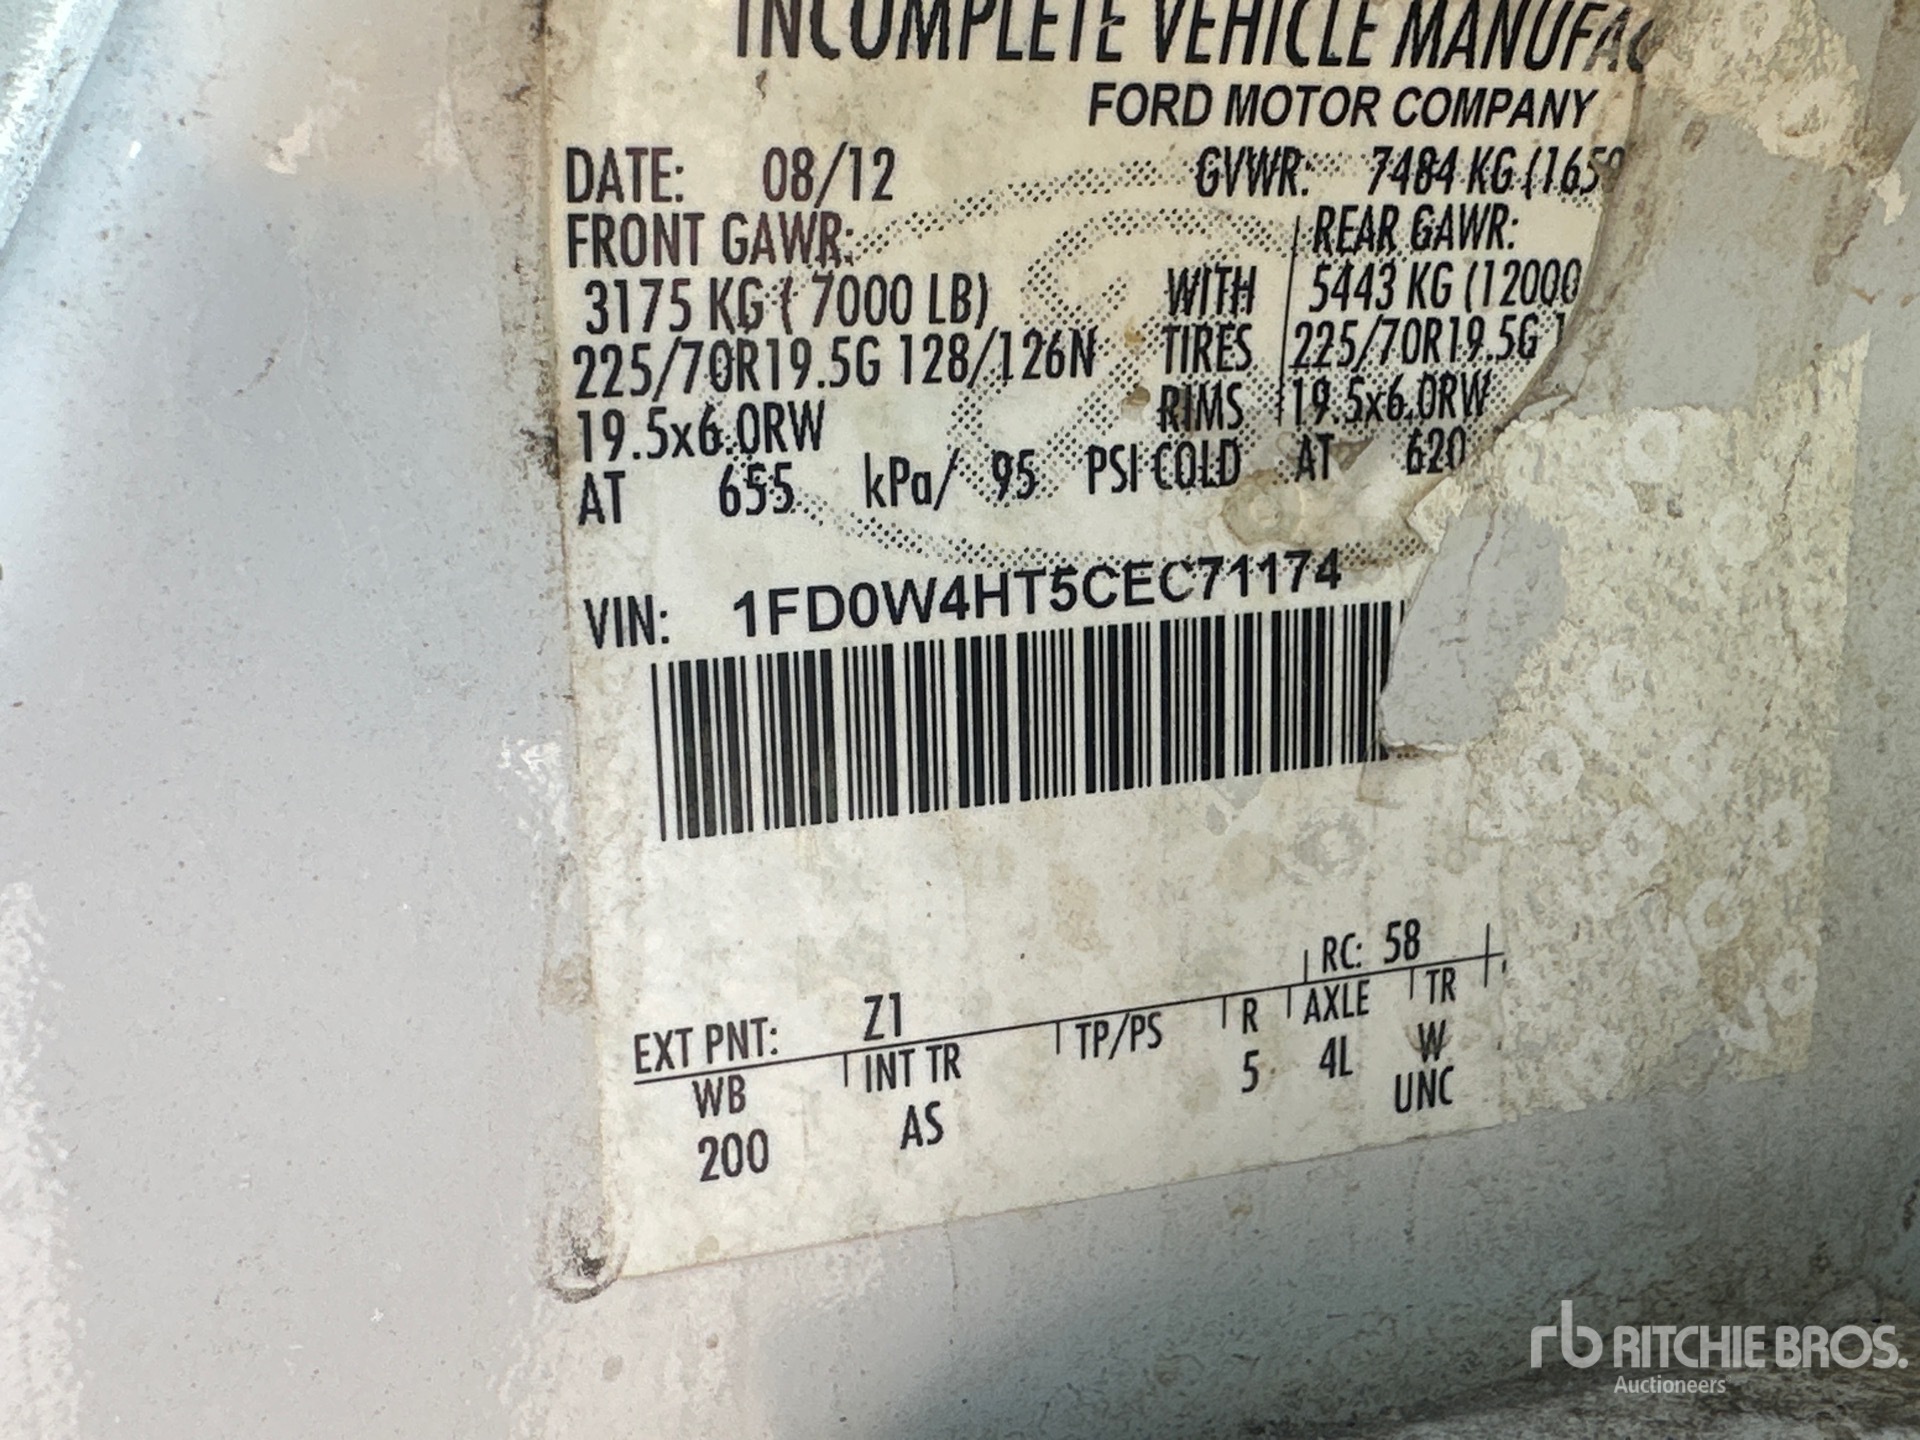 INCOMPLETE VEHICLE
FORD MOTOR COMPANY
DATE: 08/12 GVWR: 7484 KG (165
FRONT GAWR: REAR GAWR:
3175 KG ( 7000 LB) WITH 5443 KG (12000
225/70R19.5G 128/126N TIRES 225/70R19.5G
19.5x6.0RW RIMS 19.5x6.0RW
AT 655 kPa/ 95 PSI COLD AT 620
VIN: 1FD0W4HT5CEC71174
RC: 58
EXT PNT: Z1
WB INT TR TP/PS R AXLE TR
200 AS 5 4L W
UNC
rb RITCHIE BROS.
Auctioneers